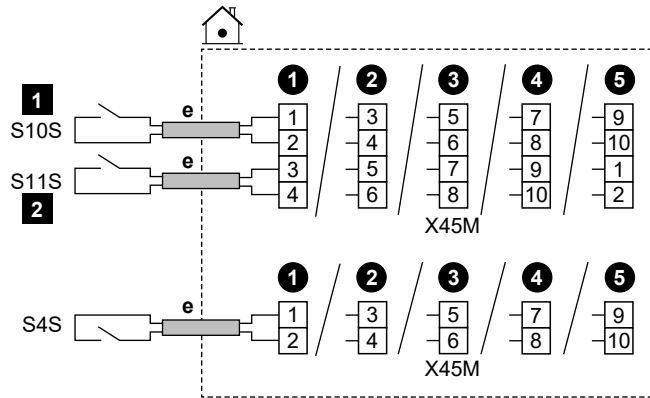 1 2 3 4 5
1
S10S e 1 3 5 7 9
2 4 6 8 10
S11S e 3 5 7 9 1
4 6 8 10 2
2
X45M
1 2 3 4 5
S4S e 1 3 5 7 9
2 4 6 8 10
X45M